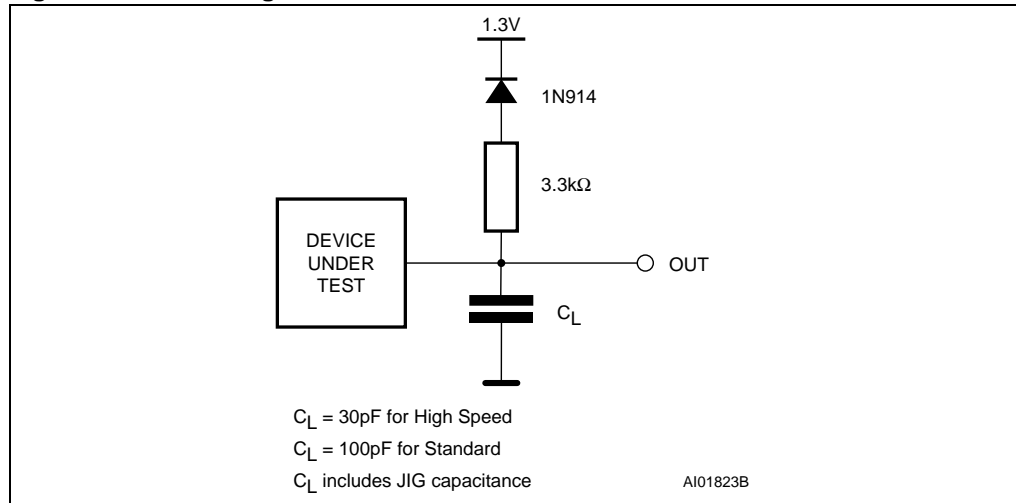 1.3V
1N914
3.3kΩ
DEVICE
UNDER
TEST
OUT
CL
CL = 30pF for High Speed
CL = 100pF for Standard
CL includes JIG capacitance
AI01823B